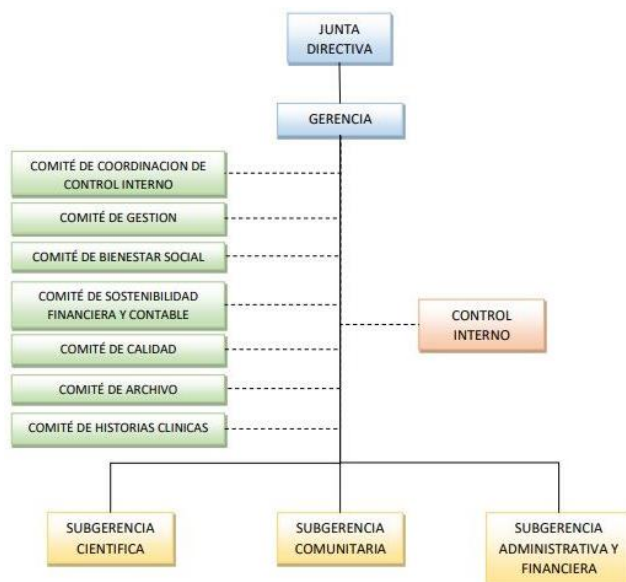 JUNTA
DIRECTIVA
GERENCIA
COMITÉ DE COORDINACION DE
CONTROL INTERNO
COMITÉ DE GESTION
COMITÉ DE BIENESTAR SOCIAL
COMITÉ DE SOSTENIBILIDAD
FINANCIERA Y CONTABLE
CONTROL
INTERNO
COMITÉ DE CALIDAD
COMITÉ DE ARCHIVO
COMITÉ DE HISTORIAS CLINICAS
SUBGERENCIA
CIENTIFICA
SUBGERENCIA
COMUNITARIA
SUBGERENCIA
ADMINISTRATIVA Y
FINANCIERA